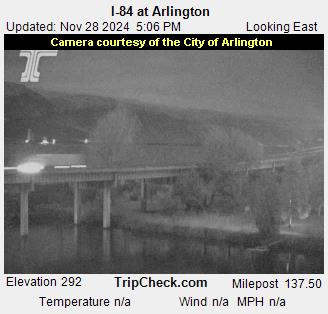 I-84 at Arlington
Updated: Nov 28 2024 5:06 PM Looking East
Camera courtesy of the City of Arlington
Elevation 292 TripCheck.com Milepost 137.50
Temperature n/a Wind n/a MPH n/a